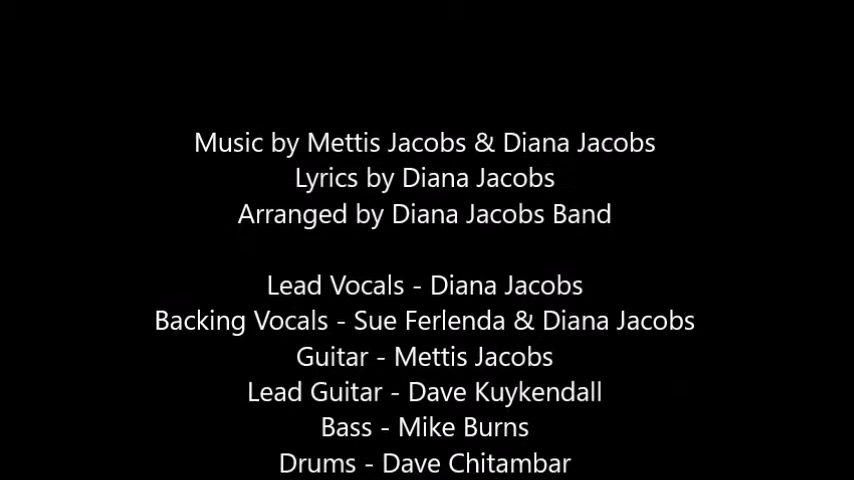 Music by Mettis Jacobs & Diana Jacobs
Lyrics by Diana Jacobs
Arranged by Diana Jacobs Band
Lead Vocals - Diana Jacobs
Backing Vocals - Sue Ferlenda & Diana Jacobs
Guitar - Mettis Jacobs
Lead Guitar - Dave Kuykendall
Bass - Mike Burns
Drums - Dave Chitambar